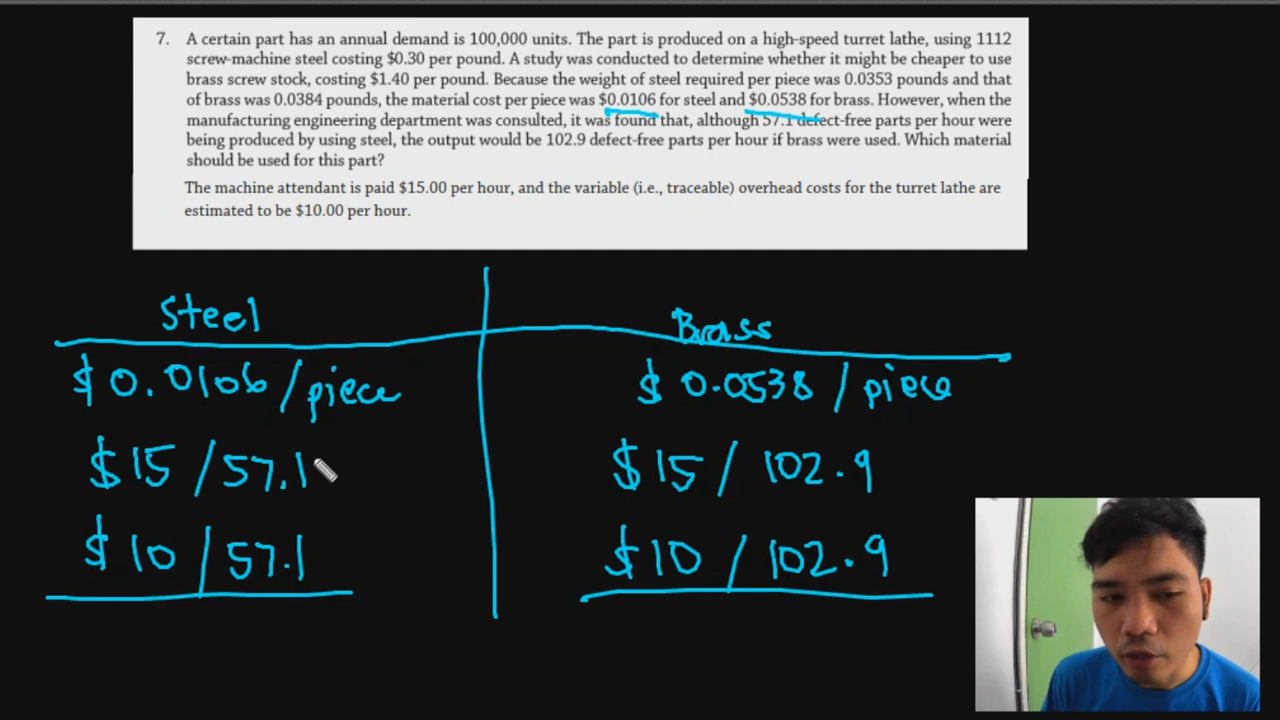 7. A certain part has an annual demand is 100,000 units. The part is produced on a high-speed turret lathe, using 1112
screw-machine steel costing $0.30 per pound. A study was conducted to determine whether it might be cheaper to use
brass screw stock, costing $1.40 per pound. Because the weight of steel required per piece was 0.0353 pounds and that
of brass was 0.0384 pounds, the material cost per piece was $0.0106 for steel and $0.0538 for brass. However, when the
manufacturing engineering department was consulted, it was found that, although 57.1 defect-free parts per hour were
being produced by using steel, the output would be 102.9 defect-free parts per hour if brass were used. Which material
should be used for this part?
The machine attendant is paid $15.00 per hour, and the variable (i.e., traceable) overhead costs for the turret lathe are
estimated to be $10.00 per hour.
Steel
$0.0106/piece
$15/57.1
$10/57.1
Brass
$0.0538/piece
$15/102.9
$10/102.9